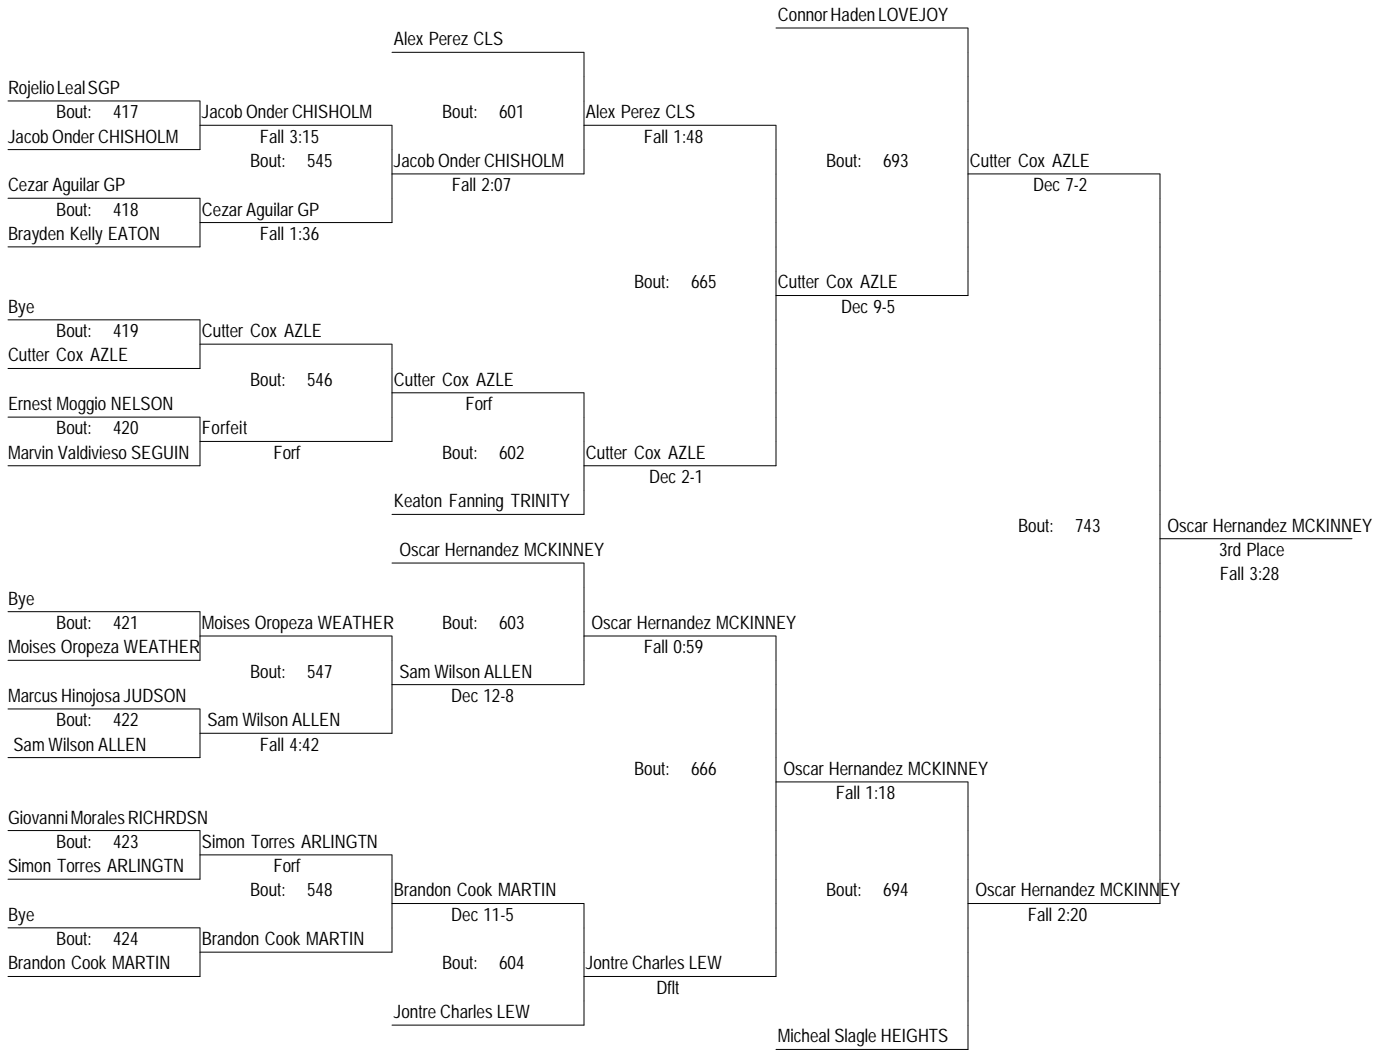 Connor Haden LOVEJOY
Alex Perez CLS
Rojelio Leal SGP
Bout: 417
Jacob Onder CHISHOLM
Jacob Onder CHISHOLM
Fall 3:15
Bout: 545
Bout: 601
Alex Perez CLS
Fall 1:48
Jacob Onder CHISHOLM
Fall 2:07
Bout: 693
Cutter Cox AZLE
Dec 7-2
Cezar Aguilar GP
Bout: 418
Brayden Kelly EATON
Cezar Aguilar GP
Fall 1:36
Bout: 665
Cutter Cox AZLE
Dec 9-5
Bye
Bout: 419
Cutter Cox AZLE
Cutter Cox AZLE
Bout: 546
Cutter Cox AZLE
Forf
Ernest Moggio NELSON
Bout: 420
Marvin Valdivieso SEGUIN
Forfeit
Forf
Bout: 602
Cutter Cox AZLE
Dec 2-1
Keaton Fanning TRINITY
Bout: 743
Oscar Hernandez MCKINNEY
3rd Place
Fall 3:28
Oscar Hernandez MCKINNEY
Bye
Bout: 421
Moises Oropeza WEATHER
Moises Oropeza WEATHER
Bout: 603
Oscar Hernandez MCKINNEY
Fall 0:59
Bout: 547
Sam Wilson ALLEN
Dec 12-8
Marcus Hinojosa JUDSON
Bout: 422
Sam Wilson ALLEN
Sam Wilson ALLEN
Fall 4:42
Bout: 666
Oscar Hernandez MCKINNEY
Fall 1:18
Giovanni Morales RICHRDSN
Bout: 423
Simon Torres ARLINGTN
Simon Torres ARLINGTN
Forf
Bout: 548
Brandon Cook MARTIN
Dec 11-5
Bout: 694
Oscar Hernandez MCKINNEY
Fall 2:20
Bye
Bout: 424
Brandon Cook MARTIN
Brandon Cook MARTIN
Bout: 604
Jontre Charles LEW
Dflt
Jontre Charles LEW
Micheal Slagle HEIGHTS